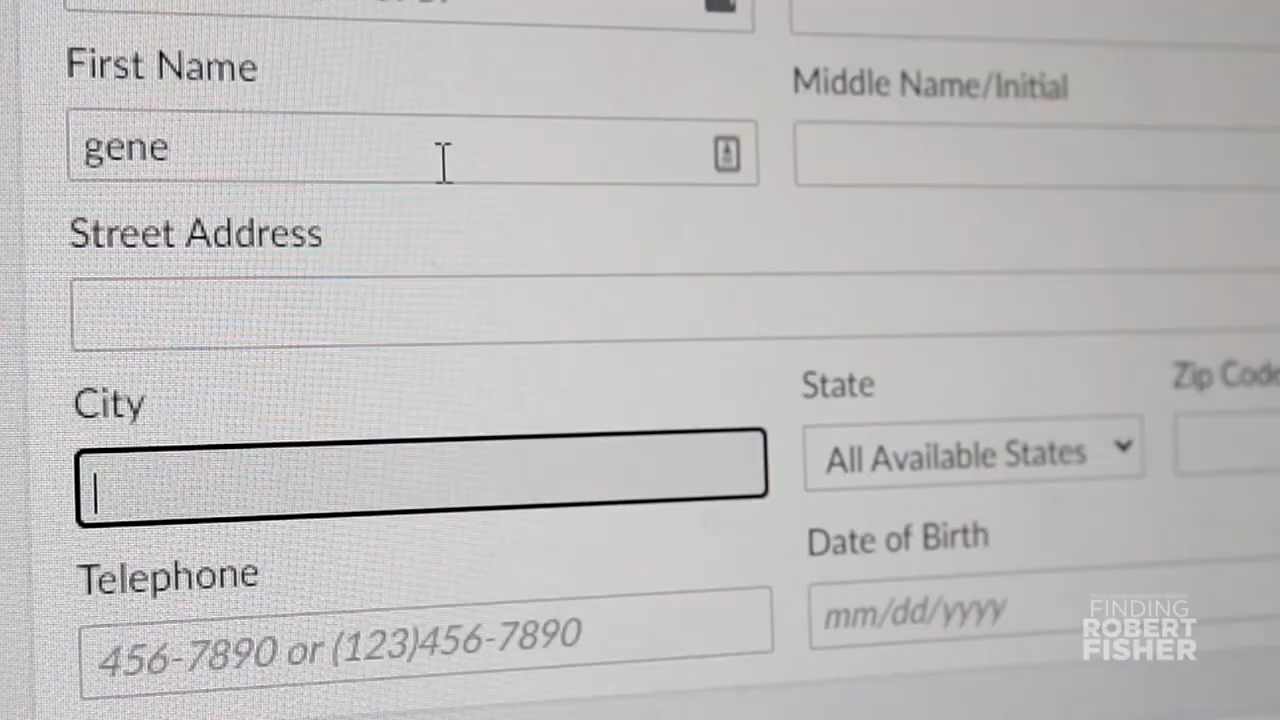 First Name
Middle Name/Initial
gene
Street Address
City
State
Zip Code
All Available States
Telephone
Date of Birth
456-7890 or (123)456-7890
mm/dd/yyyy
FINDING
ROBERT
FISHER